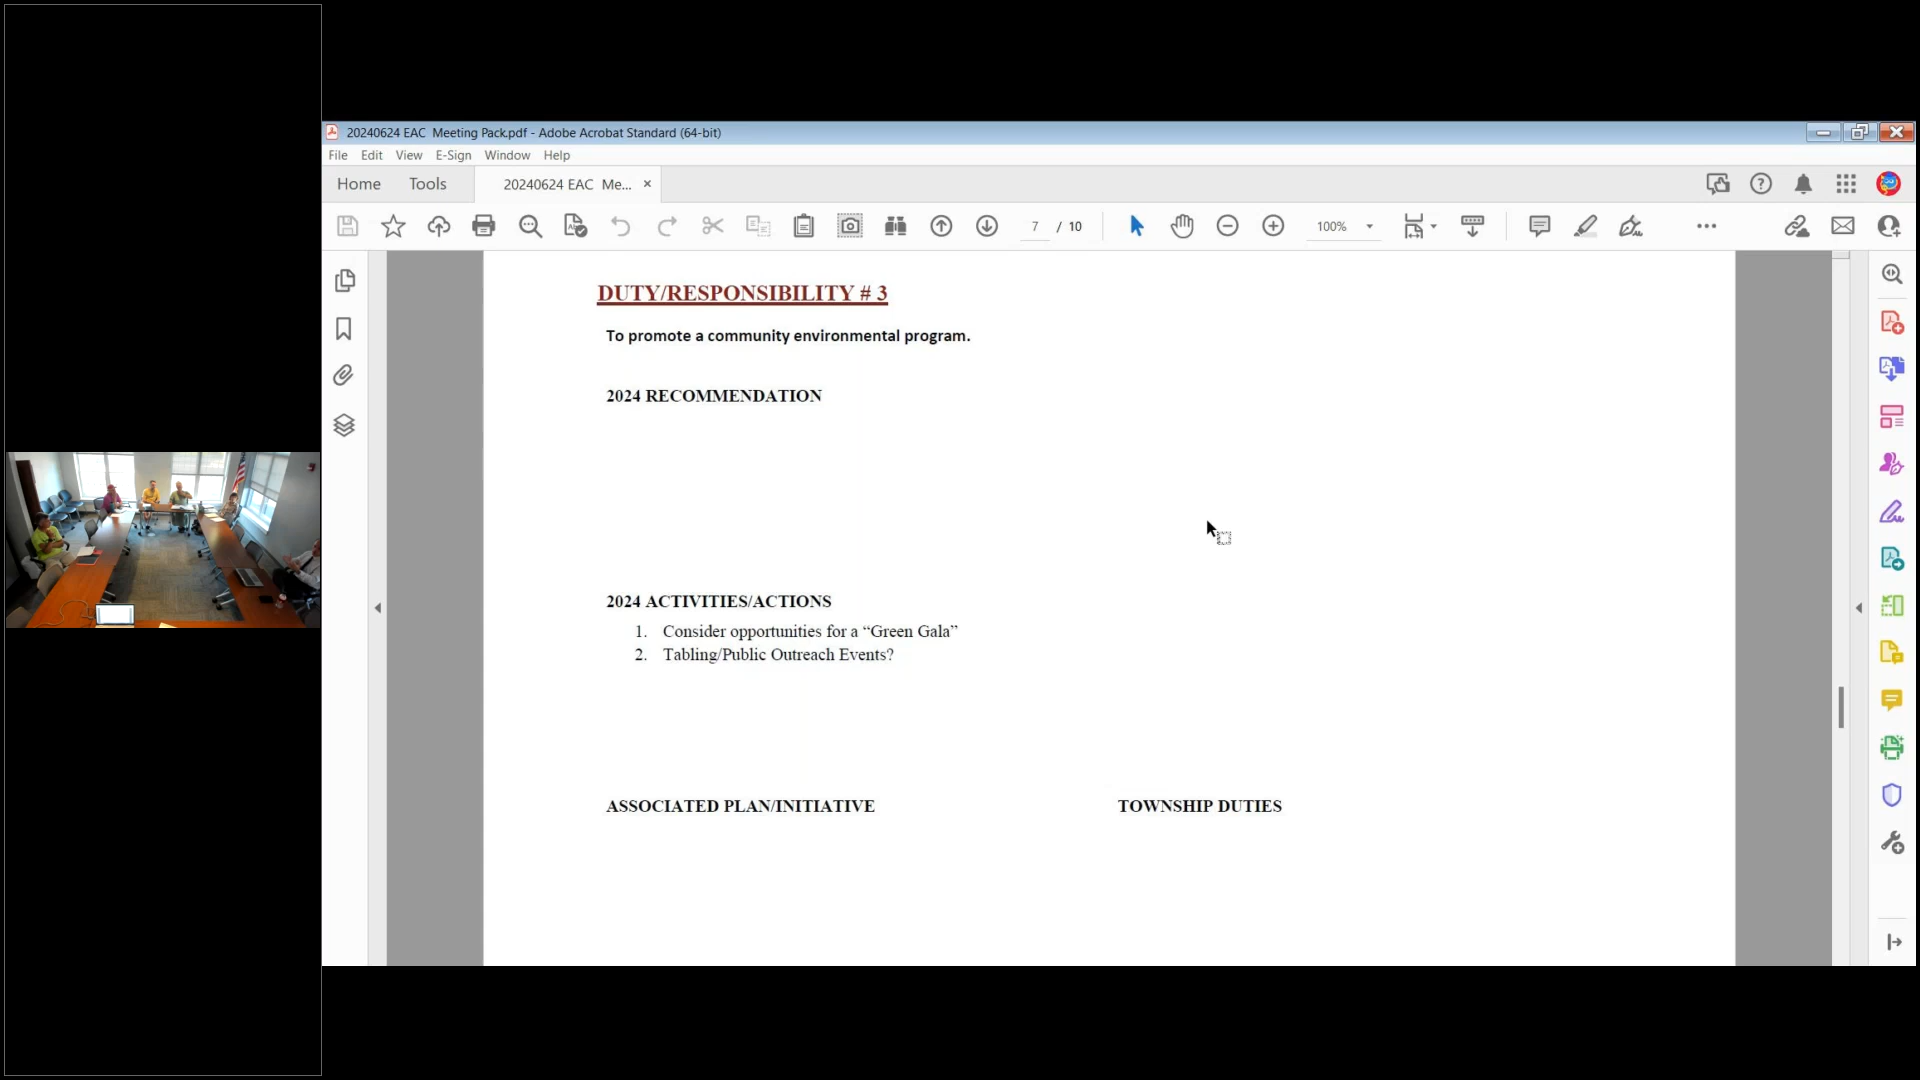 20240624 EAC  Meeting Pack.pdf - Adobe Acrobat Standard (64-bit)
File Edit View E-Sign Window Help
Home Tools 20240624 EAC  Me... ×
7 / 10 100%
DUTY/RESPONSIBILITY # 3
To promote a community environmental program.
2024 RECOMMENDATION
2024 ACTIVITIES/ACTIONS
1. Consider opportunities for a “Green Gala”
2. Tabling/Public Outreach Events?
ASSOCIATED PLAN/INITIATIVE TOWNSHIP DUTIES